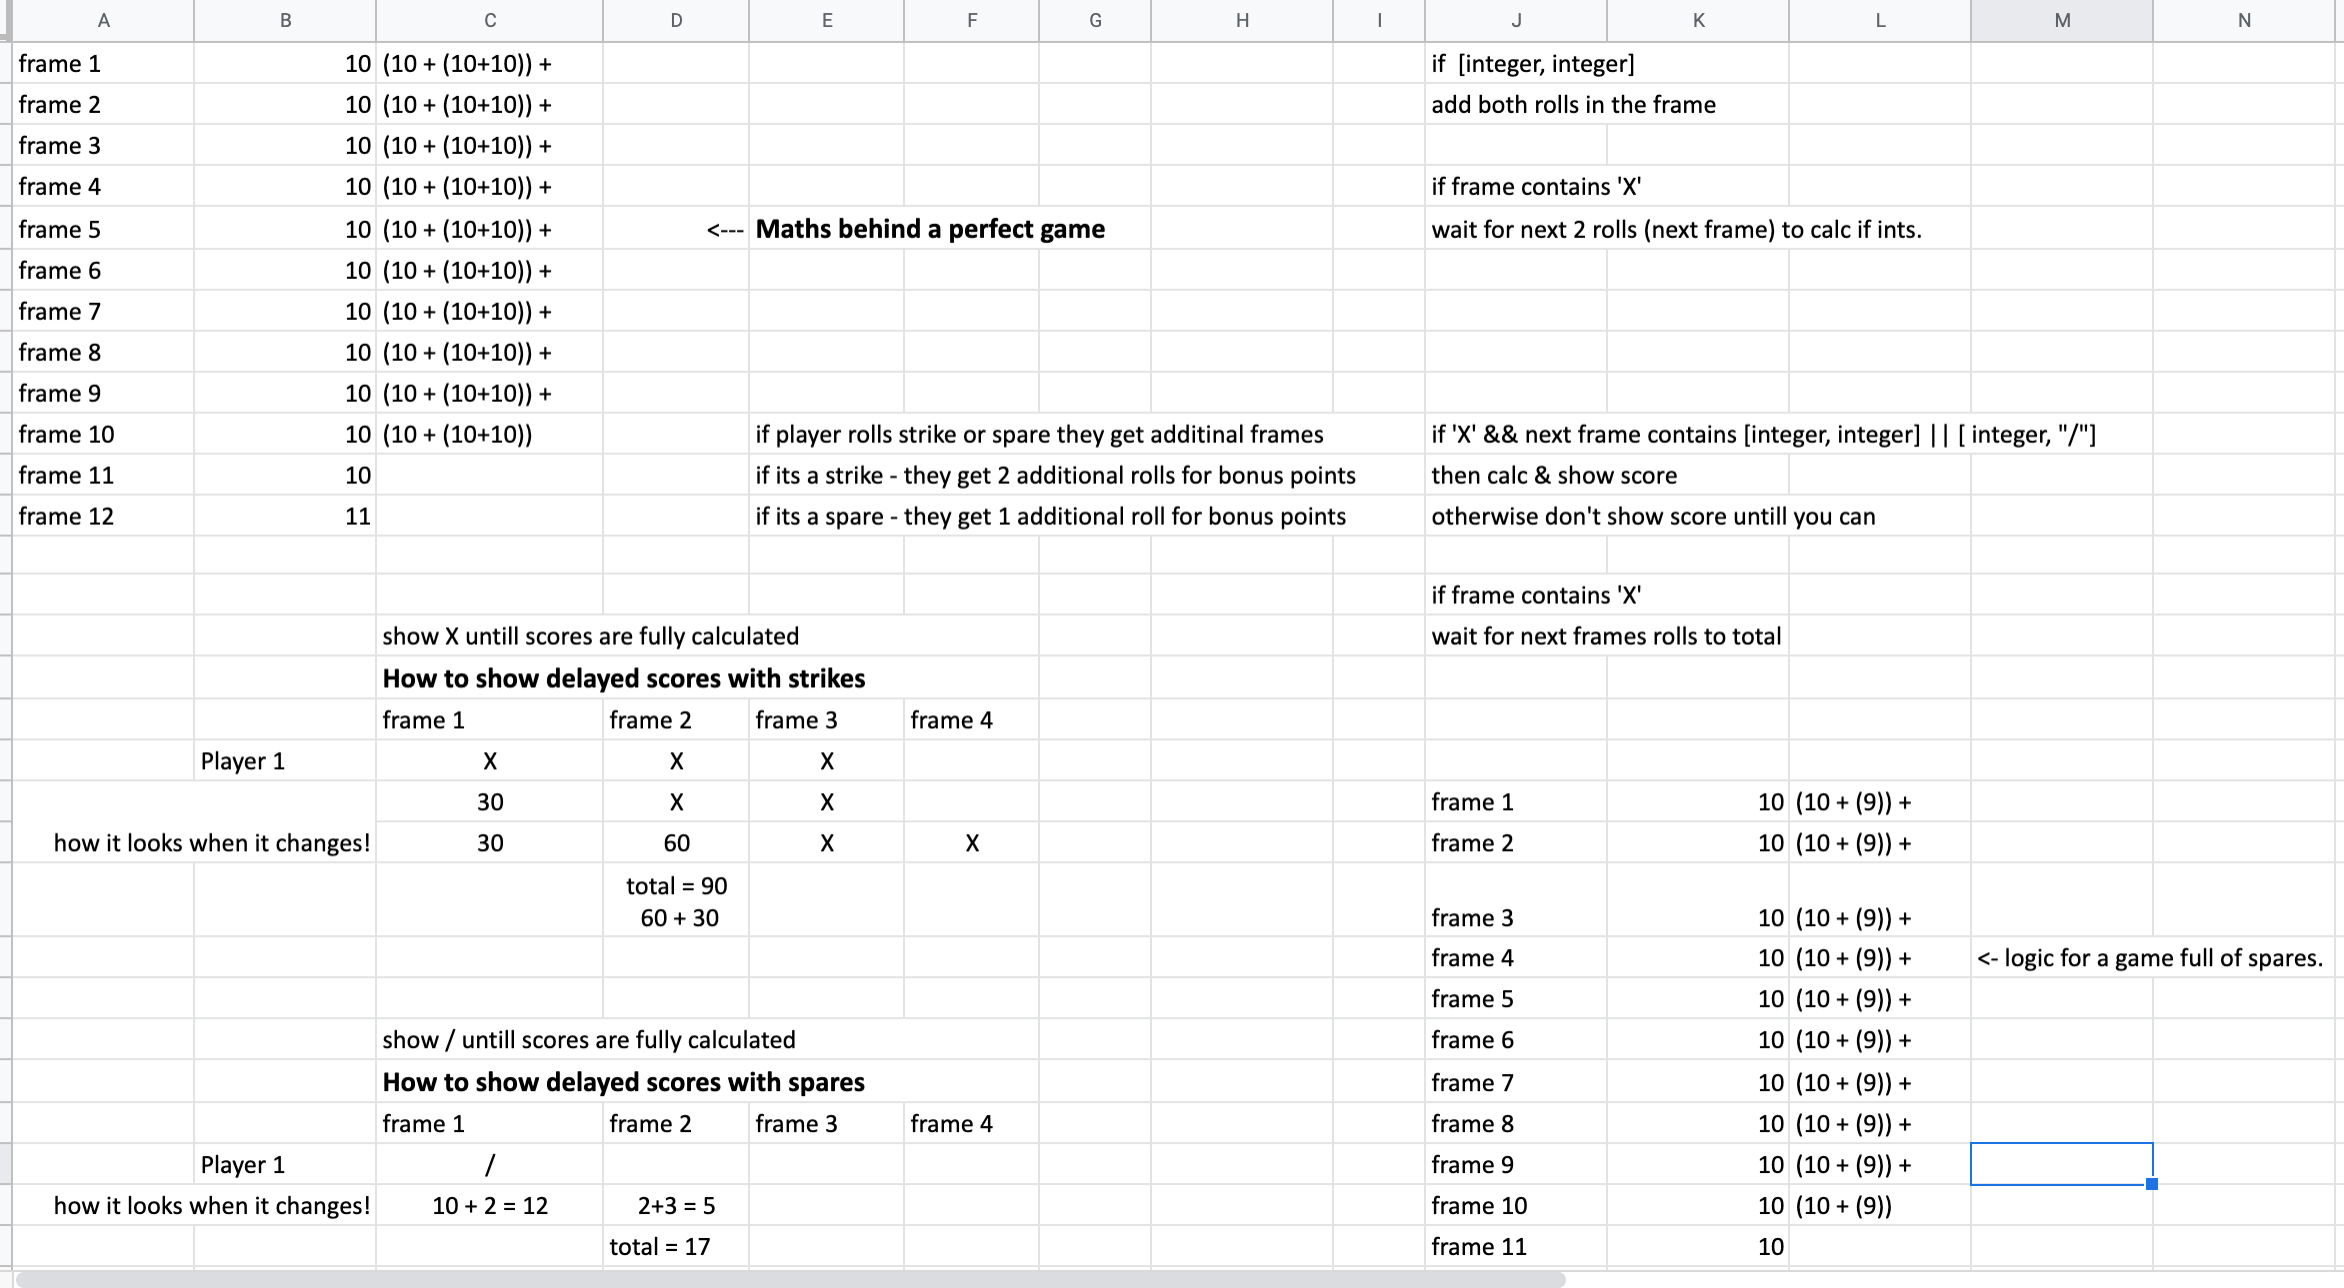 A B C D E F G H I J K L M N
frame 1 10 (10 + (10+10)) + if [integer, integer]
frame 2 10 (10 + (10+10)) + add both rolls in the frame
frame 3 10 (10 + (10+10)) +
frame 4 10 (10 + (10+10)) + if frame contains 'X'
frame 5 10 (10 + (10+10)) + <--- Maths behind a perfect game wait for next 2 rolls (next frame) to calc if ints.
frame 6 10 (10 + (10+10)) +
frame 7 10 (10 + (10+10)) +
frame 8 10 (10 + (10+10)) +
frame 9 10 (10 + (10+10)) +
frame 10 10 (10 + (10+10)) if player rolls strike or spare they get additinal frames if 'X' && next frame contains [integer, integer] || [ integer, "/"]
frame 11 10 if its a strike - they get 2 additional rolls for bonus points then calc & show score
frame 12 11 if its a spare - they get 1 additional roll for bonus points otherwise don't show score untill you can
if frame contains 'X'
show X untill scores are fully calculated wait for next frames rolls to total
How to show delayed scores with strikes
frame 1 frame 2 frame 3 frame 4
Player 1 X X X
30 X X frame 1 10 (10 + (9)) +
how it looks when it changes! 30 60 X X frame 2 10 (10 + (9)) +
total = 90
60 + 30 frame 3 10 (10 + (9)) +
frame 4 10 (10 + (9)) + <- logic for a game full of spares.
frame 5 10 (10 + (9)) +
show / untill scores are fully calculated frame 6 10 (10 + (9)) +
How to show delayed scores with spares frame 7 10 (10 + (9)) +
frame 1 frame 2 frame 3 frame 4 frame 8 10 (10 + (9)) +
Player 1 / frame 9 10 (10 + (9)) +
how it looks when it changes! 10 + 2 = 12 2+3 = 5 frame 10 10 (10 + (9))
total = 17 frame 11 10